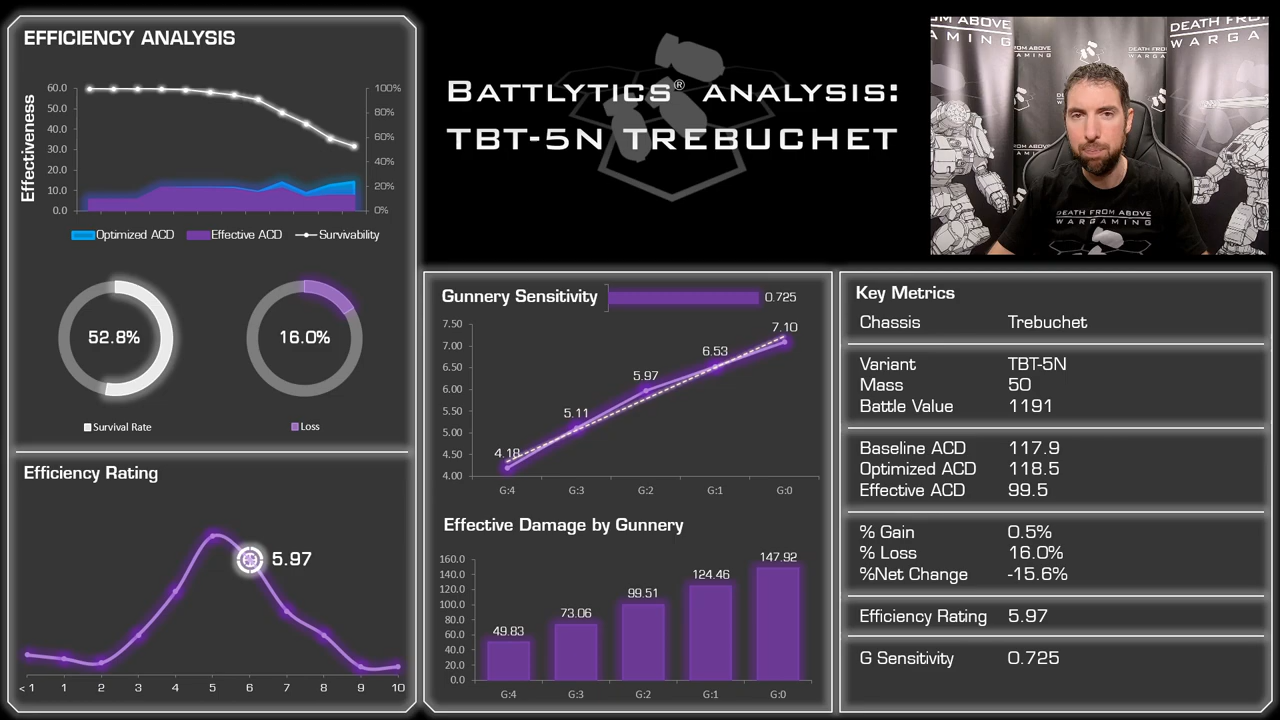 EFFICIENCY ANALYSIS
Effectiveness
60.0
50.0
40.0
30.0
20.0
10.0
0.0
100%
80%
60%
40%
20%
0%
Optimized ACD
Effective ACD
Survivability
52.8%
16.0%
Survival Rate
Loss
Efficiency Rating
5.97
< 1 1 2 3 4 5 6 7 8 9 10
BATTLYTICS® ANALYSIS:
TBT-5N TREBUCHET
DEATH FROM ABOVE
WARGAMING
Gunnery Sensitivity 0.725
7.50
7.00
6.50
6.00
5.50
5.00
4.50
4.00
4.18
5.11
5.97
6.53
7.10
G:4 G:3 G:2 G:1 G:0
Effective Damage by Gunnery
160.0
140.0
120.0
100.0
80.0
60.0
40.0
20.0
0.0
49.83
73.06
99.51
124.46
147.92
G:4 G:3 G:2 G:1 G:0
Key Metrics
Chassis Trebuchet
Variant TBT-5N
Mass 50
Battle Value 1191
Baseline ACD 117.9
Optimized ACD 118.5
Effective ACD 99.5
% Gain 0.5%
% Loss 16.0%
%Net Change -15.6%
Efficiency Rating 5.97
G Sensitivity 0.725